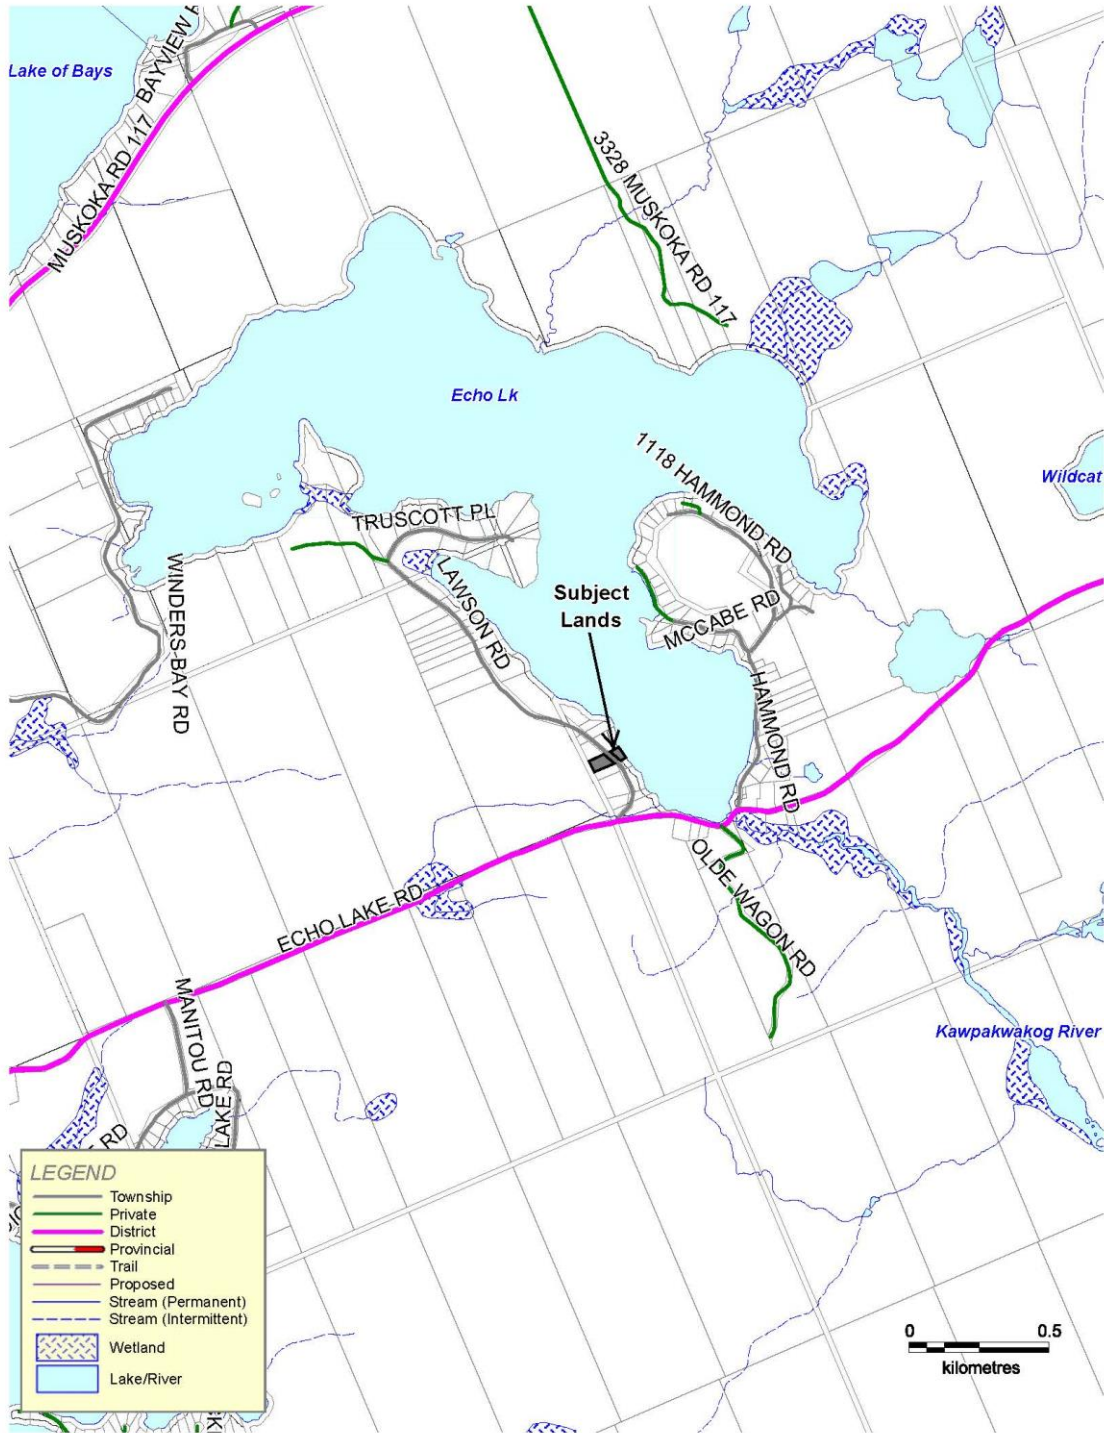 Lake of Bays
BAYVIEW
MUSKOKA RD 117
3328 MUSKOKA RD 117
Echo Lk
1118 HAMMOND RD
Wildcat
TRUSCOTT PL
LAWSON RD
Subject
Lands
MCCABE RD
WINDERS BAY RD
HAMMOND RD
OLDE WAGON RD
ECHO LAKE RD
MANITOU RD
LAKE RD
RD
Kawpakwakog River
LEGEND
Township
Private
District
Provincial
Trail
Proposed
Stream (Permanent)
Stream (Intermittent)
Wetland
Lake/River
0 0.5
kilometres